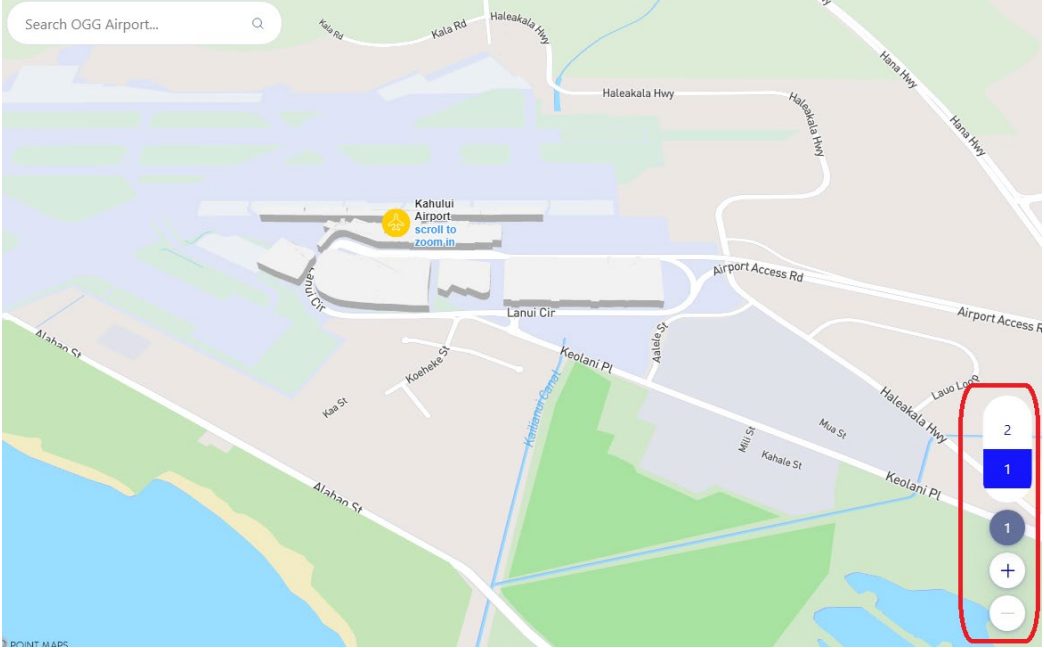 Search OGG Airport...
Kala Rd
Kala Rd
Haleakala Hwy
Hana Hwy
Haleakala Hwy
Haleakala Hwy
Hana Hwy
Kahului
Airport
scroll to
zoom in
Airport Access Rd
Lanui Cir
Lanui Cir
Airport Access R
Aalele St
Alahao St
Keolani Pl
Koeheke St
Kailianui Canal
Lauo Loop
Kaa St
Haleakala Hwy
2
Mua St
Mili St
Kahale St
1
Keolani Pl
Alahao St
1
POINT MAPS